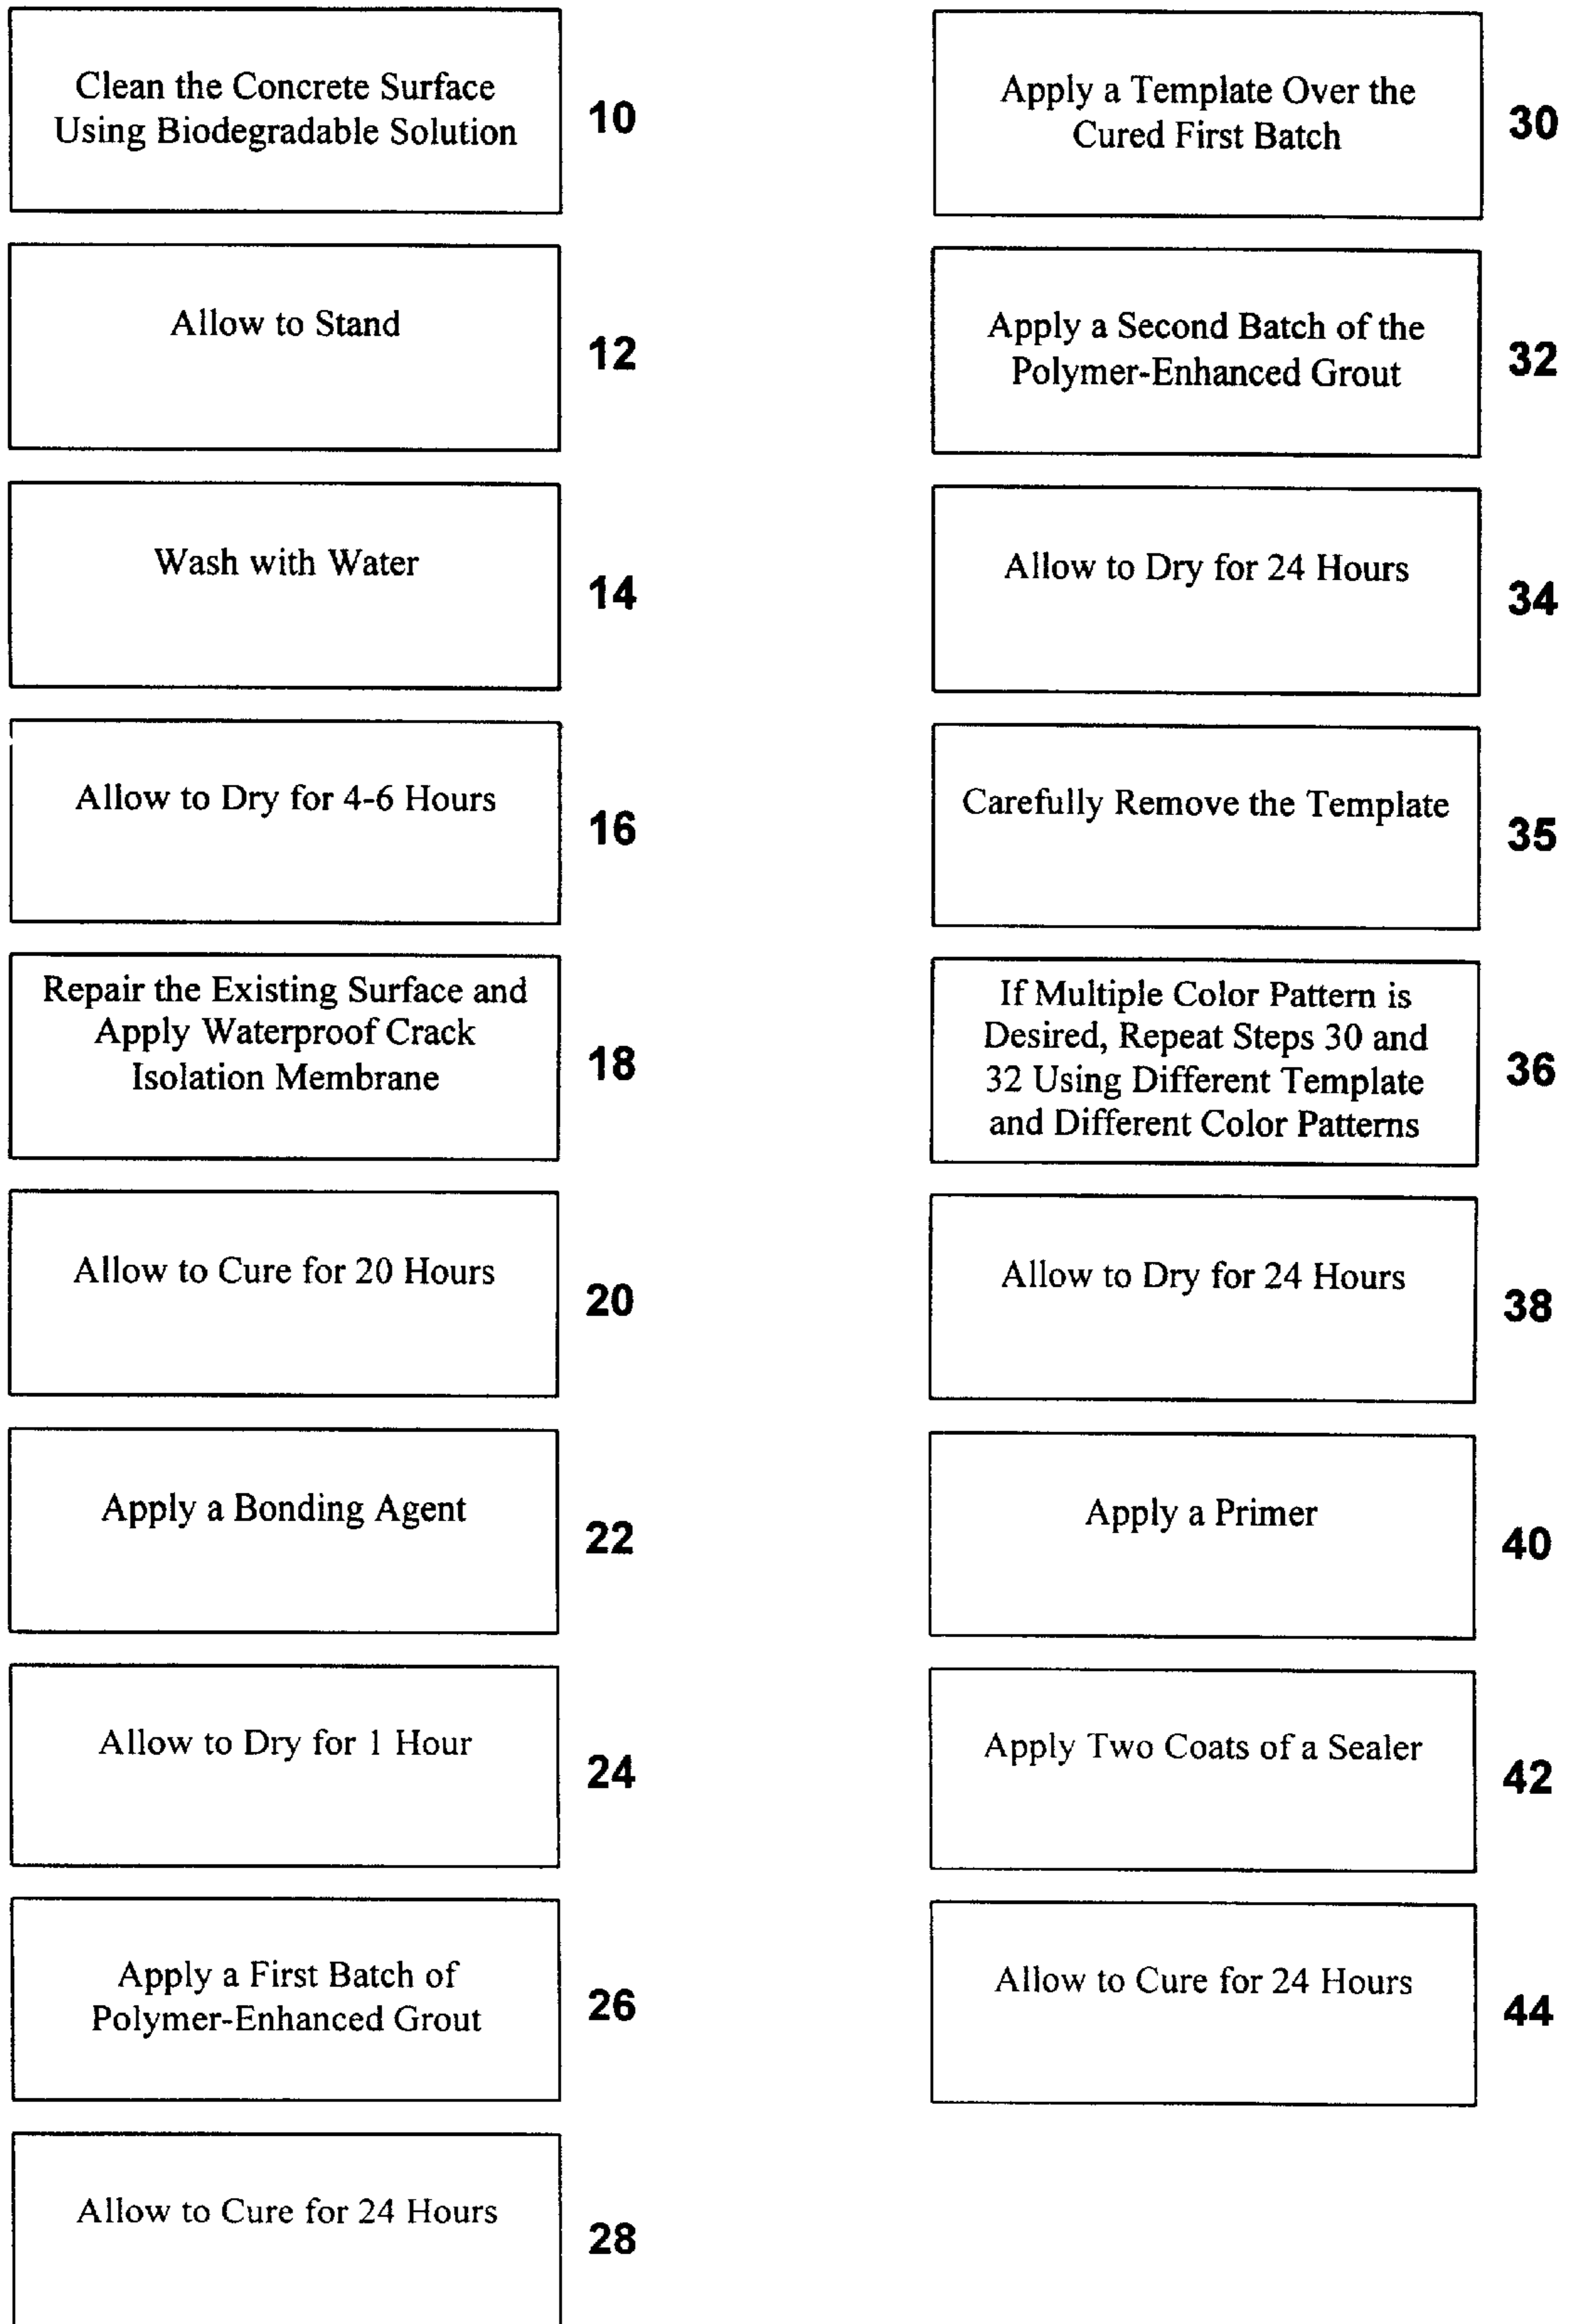 Clean the Concrete Surface
Using Biodegradable Solution
10
Allow to Stand
12
Wash with Water
14
Allow to Dry for 4-6 Hours
16
Repair the Existing Surface and
Apply Waterproof Crack
Isolation Membrane
18
Allow to Cure for 20 Hours
20
Apply a Bonding Agent
22
Allow to Dry for 1 Hour
24
Apply a First Batch of
Polymer-Enhanced Grout
26
Allow to Cure for 24 Hours
28
Apply a Template Over the
Cured First Batch
30
Apply a Second Batch of the
Polymer-Enhanced Grout
32
Allow to Dry for 24 Hours
34
Carefully Remove the Template
35
If Multiple Color Pattern is
Desired, Repeat Steps 30 and
32 Using Different Template
and Different Color Patterns
36
Allow to Dry for 24 Hours
38
Apply a Primer
40
Apply Two Coats of a Sealer
42
Allow to Cure for 24 Hours
44